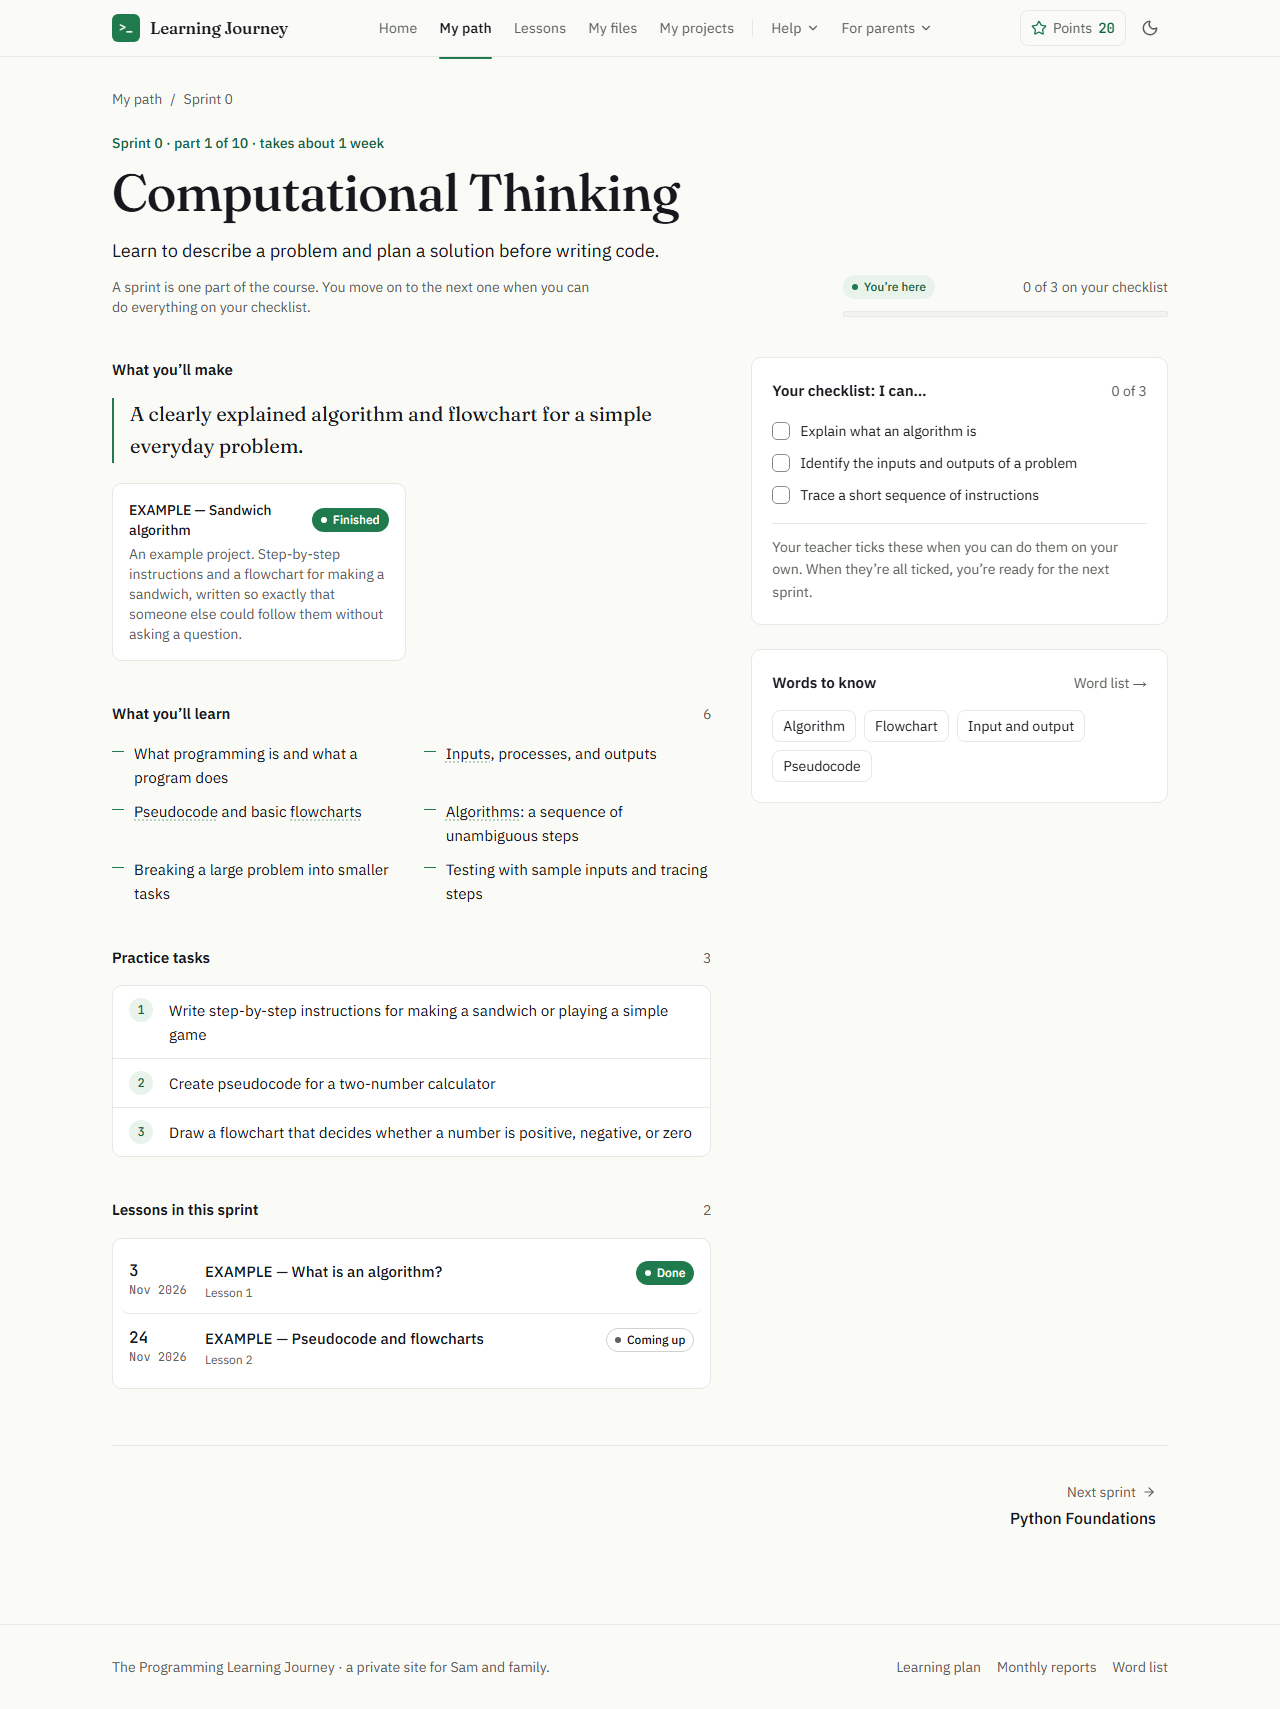 >_ Learning Journey Home My path Lessons My files My projects Help For parents Points 20
My path / Sprint 0
Sprint 0 · part 1 of 10 · takes about 1 week
Computational Thinking
Learn to describe a problem and plan a solution before writing code.
A sprint is one part of the course. You move on to the next one when you can
do everything on your checklist.
You’re here 0 of 3 on your checklist
What you’ll make
A clearly explained algorithm and flowchart for a simple
everyday problem.
EXAMPLE — Sandwich
algorithm
Finished
An example project. Step-by-step
instructions and a flowchart for making a
sandwich, written so exactly that
someone else could follow them without
asking a question.
What you’ll learn 6
What programming is and what a
program does
Inputs, processes, and outputs
Pseudocode and basic flowcharts
Algorithms: a sequence of
unambiguous steps
Breaking a large problem into smaller
tasks
Testing with sample inputs and tracing
steps
Practice tasks 3
1 Write step-by-step instructions for making a sandwich or playing a simple
game
2 Create pseudocode for a two-number calculator
3 Draw a flowchart that decides whether a number is positive, negative, or zero
Lessons in this sprint 2
3 EXAMPLE — What is an algorithm? Done
Nov 2026 Lesson 1
24 EXAMPLE — Pseudocode and flowcharts Coming up
Nov 2026 Lesson 2
Your checklist: I can… 0 of 3
Explain what an algorithm is
Identify the inputs and outputs of a problem
Trace a short sequence of instructions
Your teacher ticks these when you can do them on your
own. When they’re all ticked, you’re ready for the next
sprint.
Words to know Word list →
Algorithm Flowchart Input and output
Pseudocode
Next sprint →
Python Foundations
The Programming Learning Journey · a private site for Sam and family. Learning plan Monthly reports Word list